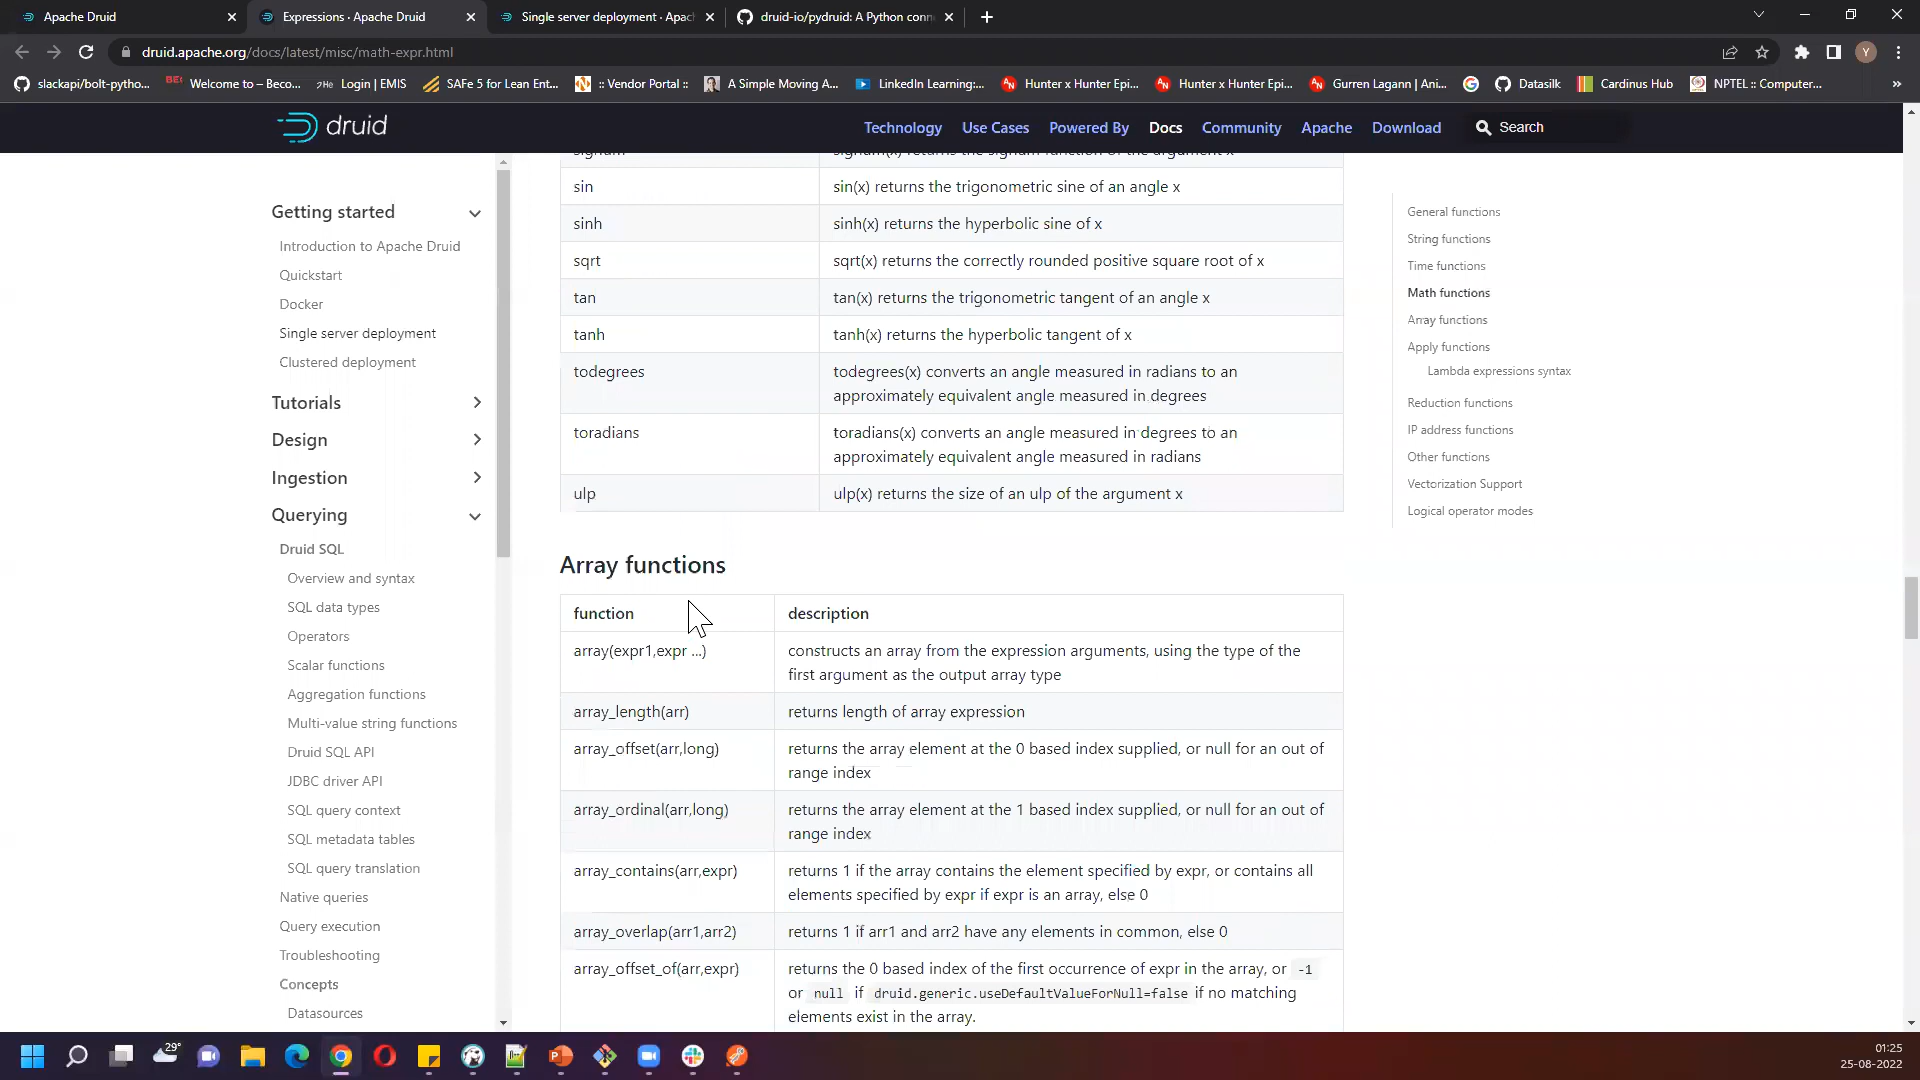 Apache Druid
Expressions · Apache Druid
Single server deployment · Apac
druid-io/pydruid: A Python conn
druid.apache.org/docs/latest/misc/math-expr.html
Y
slackapi/bolt-pytho...
Welcome to – Beco...
Login | EMIS
SAFe 5 for Lean Ent...
:: Vendor Portal ::
A Simple Moving A...
LinkedIn Learning:...
Hunter x Hunter Epi...
Hunter x Hunter Epi...
Gurren Lagann | Ani...
Datasilk
Cardinus Hub
NPTEL :: Computer...
»
druid
Technology
Use Cases
Powered By
Docs
Community
Apache
Download
Search
Getting started
Introduction to Apache Druid
Quickstart
Docker
Single server deployment
Clustered deployment
Tutorials
Design
Ingestion
Querying
Druid SQL
Overview and syntax
SQL data types
Operators
Scalar functions
Aggregation functions
Multi-value string functions
Druid SQL API
JDBC driver API
SQL query context
SQL metadata tables
SQL query translation
Native queries
Query execution
Troubleshooting
Concepts
Datasources
signum signum(x) returns the signum function of the argument x
sin sin(x) returns the trigonometric sine of an angle x
sinh sinh(x) returns the hyperbolic sine of x
sqrt sqrt(x) returns the correctly rounded positive square root of x
tan tan(x) returns the trigonometric tangent of an angle x
tanh tanh(x) returns the hyperbolic tangent of x
todegrees todegrees(x) converts an angle measured in radians to an
approximately equivalent angle measured in degrees
toradians toradians(x) converts an angle measured in degrees to an
approximately equivalent angle measured in radians
ulp ulp(x) returns the size of an ulp of the argument x
Array functions
function description
array(expr1,expr ...) constructs an array from the expression arguments, using the type of the
first argument as the output array type
array_length(arr) returns length of array expression
array_offset(arr,long) returns the array element at the 0 based index supplied, or null for an out of
range index
array_ordinal(arr,long) returns the array element at the 1 based index supplied, or null for an out of
range index
array_contains(arr,expr) returns 1 if the array contains the element specified by expr, or contains all
elements specified by expr if expr is an array, else 0
array_overlap(arr1,arr2) returns 1 if arr1 and arr2 have any elements in common, else 0
array_offset_of(arr,expr) returns the 0 based index of the first occurrence of expr in the array, or -1
or null if druid.generic.useDefaultValueForNull=false if no matching
elements exist in the array.
General functions
String functions
Time functions
Math functions
Array functions
Apply functions
Lambda expressions syntax
Reduction functions
IP address functions
Other functions
Vectorization Support
Logical operator modes
29°
01:25
25-08-2022